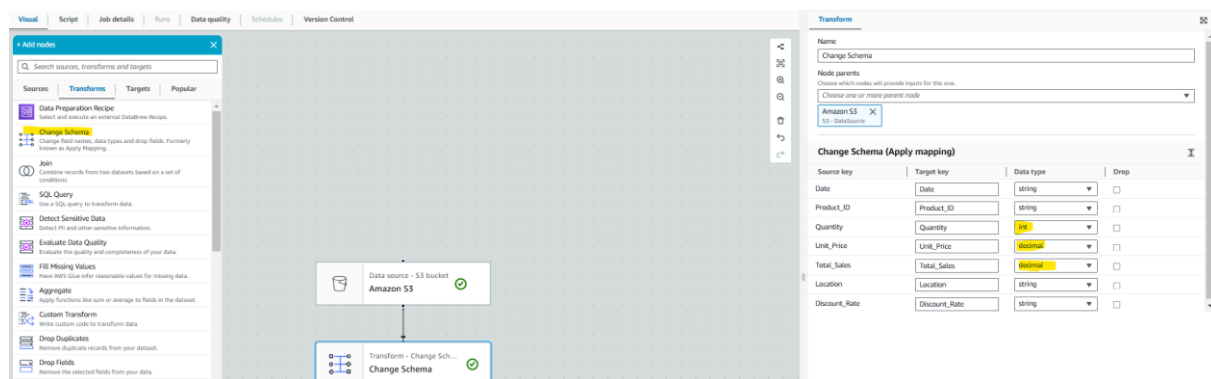 Visual Script Job details Runs Data quality Schedules Version Control
+ Add nodes
Search sources, transforms and targets
Sources Transforms Targets Popular
Data Preparation Recipe
Select and execute an external DataBrew Recipe.
Change Schema
Change field names, data types and drop fields. Formerly
known as Apply Mapping.
Join
Combine records from two datasets based on a set of
conditions.
SQL Query
Use a SQL query to transform data.
Detect Sensitive Data
Detect PII and other sensitive information.
Evaluate Data Quality
Evaluate the quality and completeness of your data.
Fill Missing Values
Have AWS Glue infer reasonable values for missing data.
Aggregate
Apply functions like sum or average to fields in the dataset.
Custom Transform
Write custom code to transform data.
Drop Duplicates
Remove duplicate records from your dataset.
Drop Fields
Remove the selected fields from your data.
Data source - S3 bucket
Amazon S3
Transform - Change Sch...
Change Schema
Transform
Name
Change Schema
Node parents
Choose which nodes will provide inputs for this one.
Choose one or more parent node
Amazon S3
S3 - DataSource
Change Schema (Apply mapping)
Source key Target key Data type Drop
Date Date string
Product_ID Product_ID string
Quantity Quantity int
Unit_Price Unit_Price decimal
Total_Sales Total_Sales decimal
Location Location string
Discount_Rate Discount_Rate string